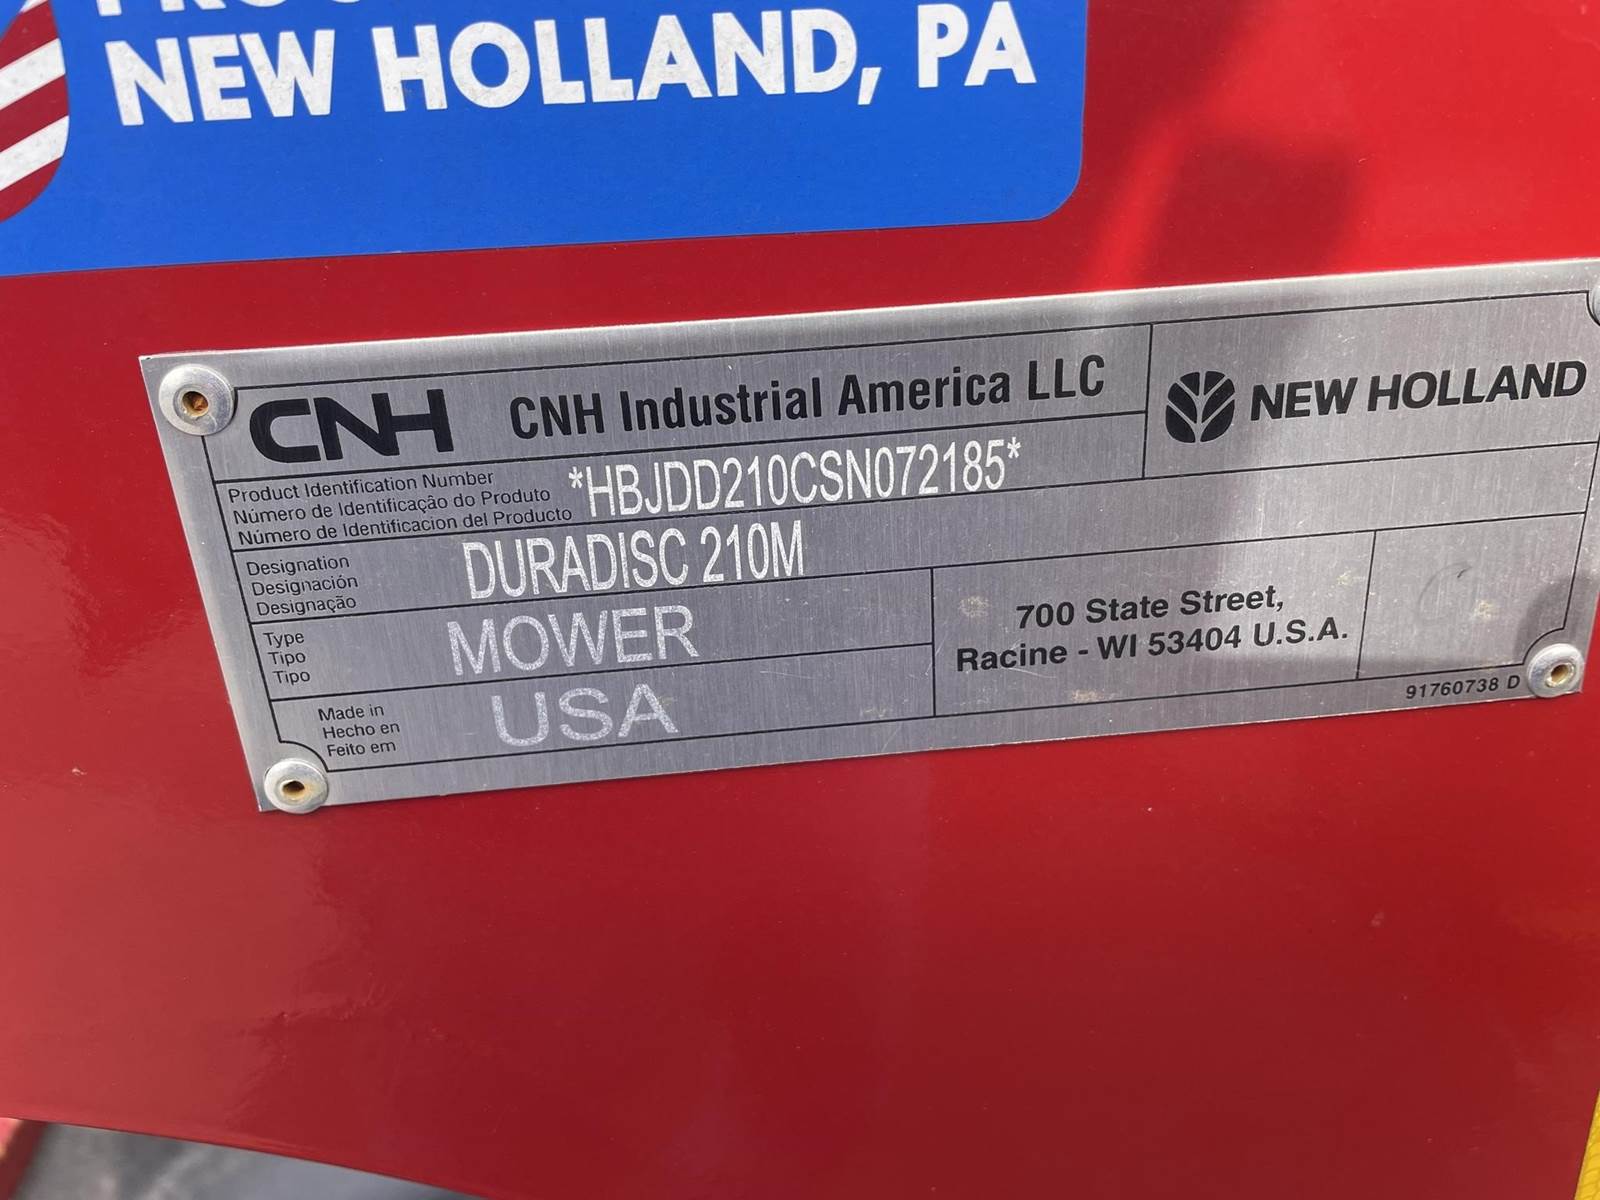 NEW HOLLAND, PA
CNH CNH Industrial America LLC
NEW HOLLAND
Product Identification Number
Número de Identificação do Produto
Número de Identificacion del Producto
*HBJDD210CSN072185*
Designation
Designación
Designação
DURADISC 210M
Type
Tipo
Tipo
MOWER
Made in
Hecho en
Feito em
USA
700 State Street,
Racine - WI 53404 U.S.A.
91760738 D